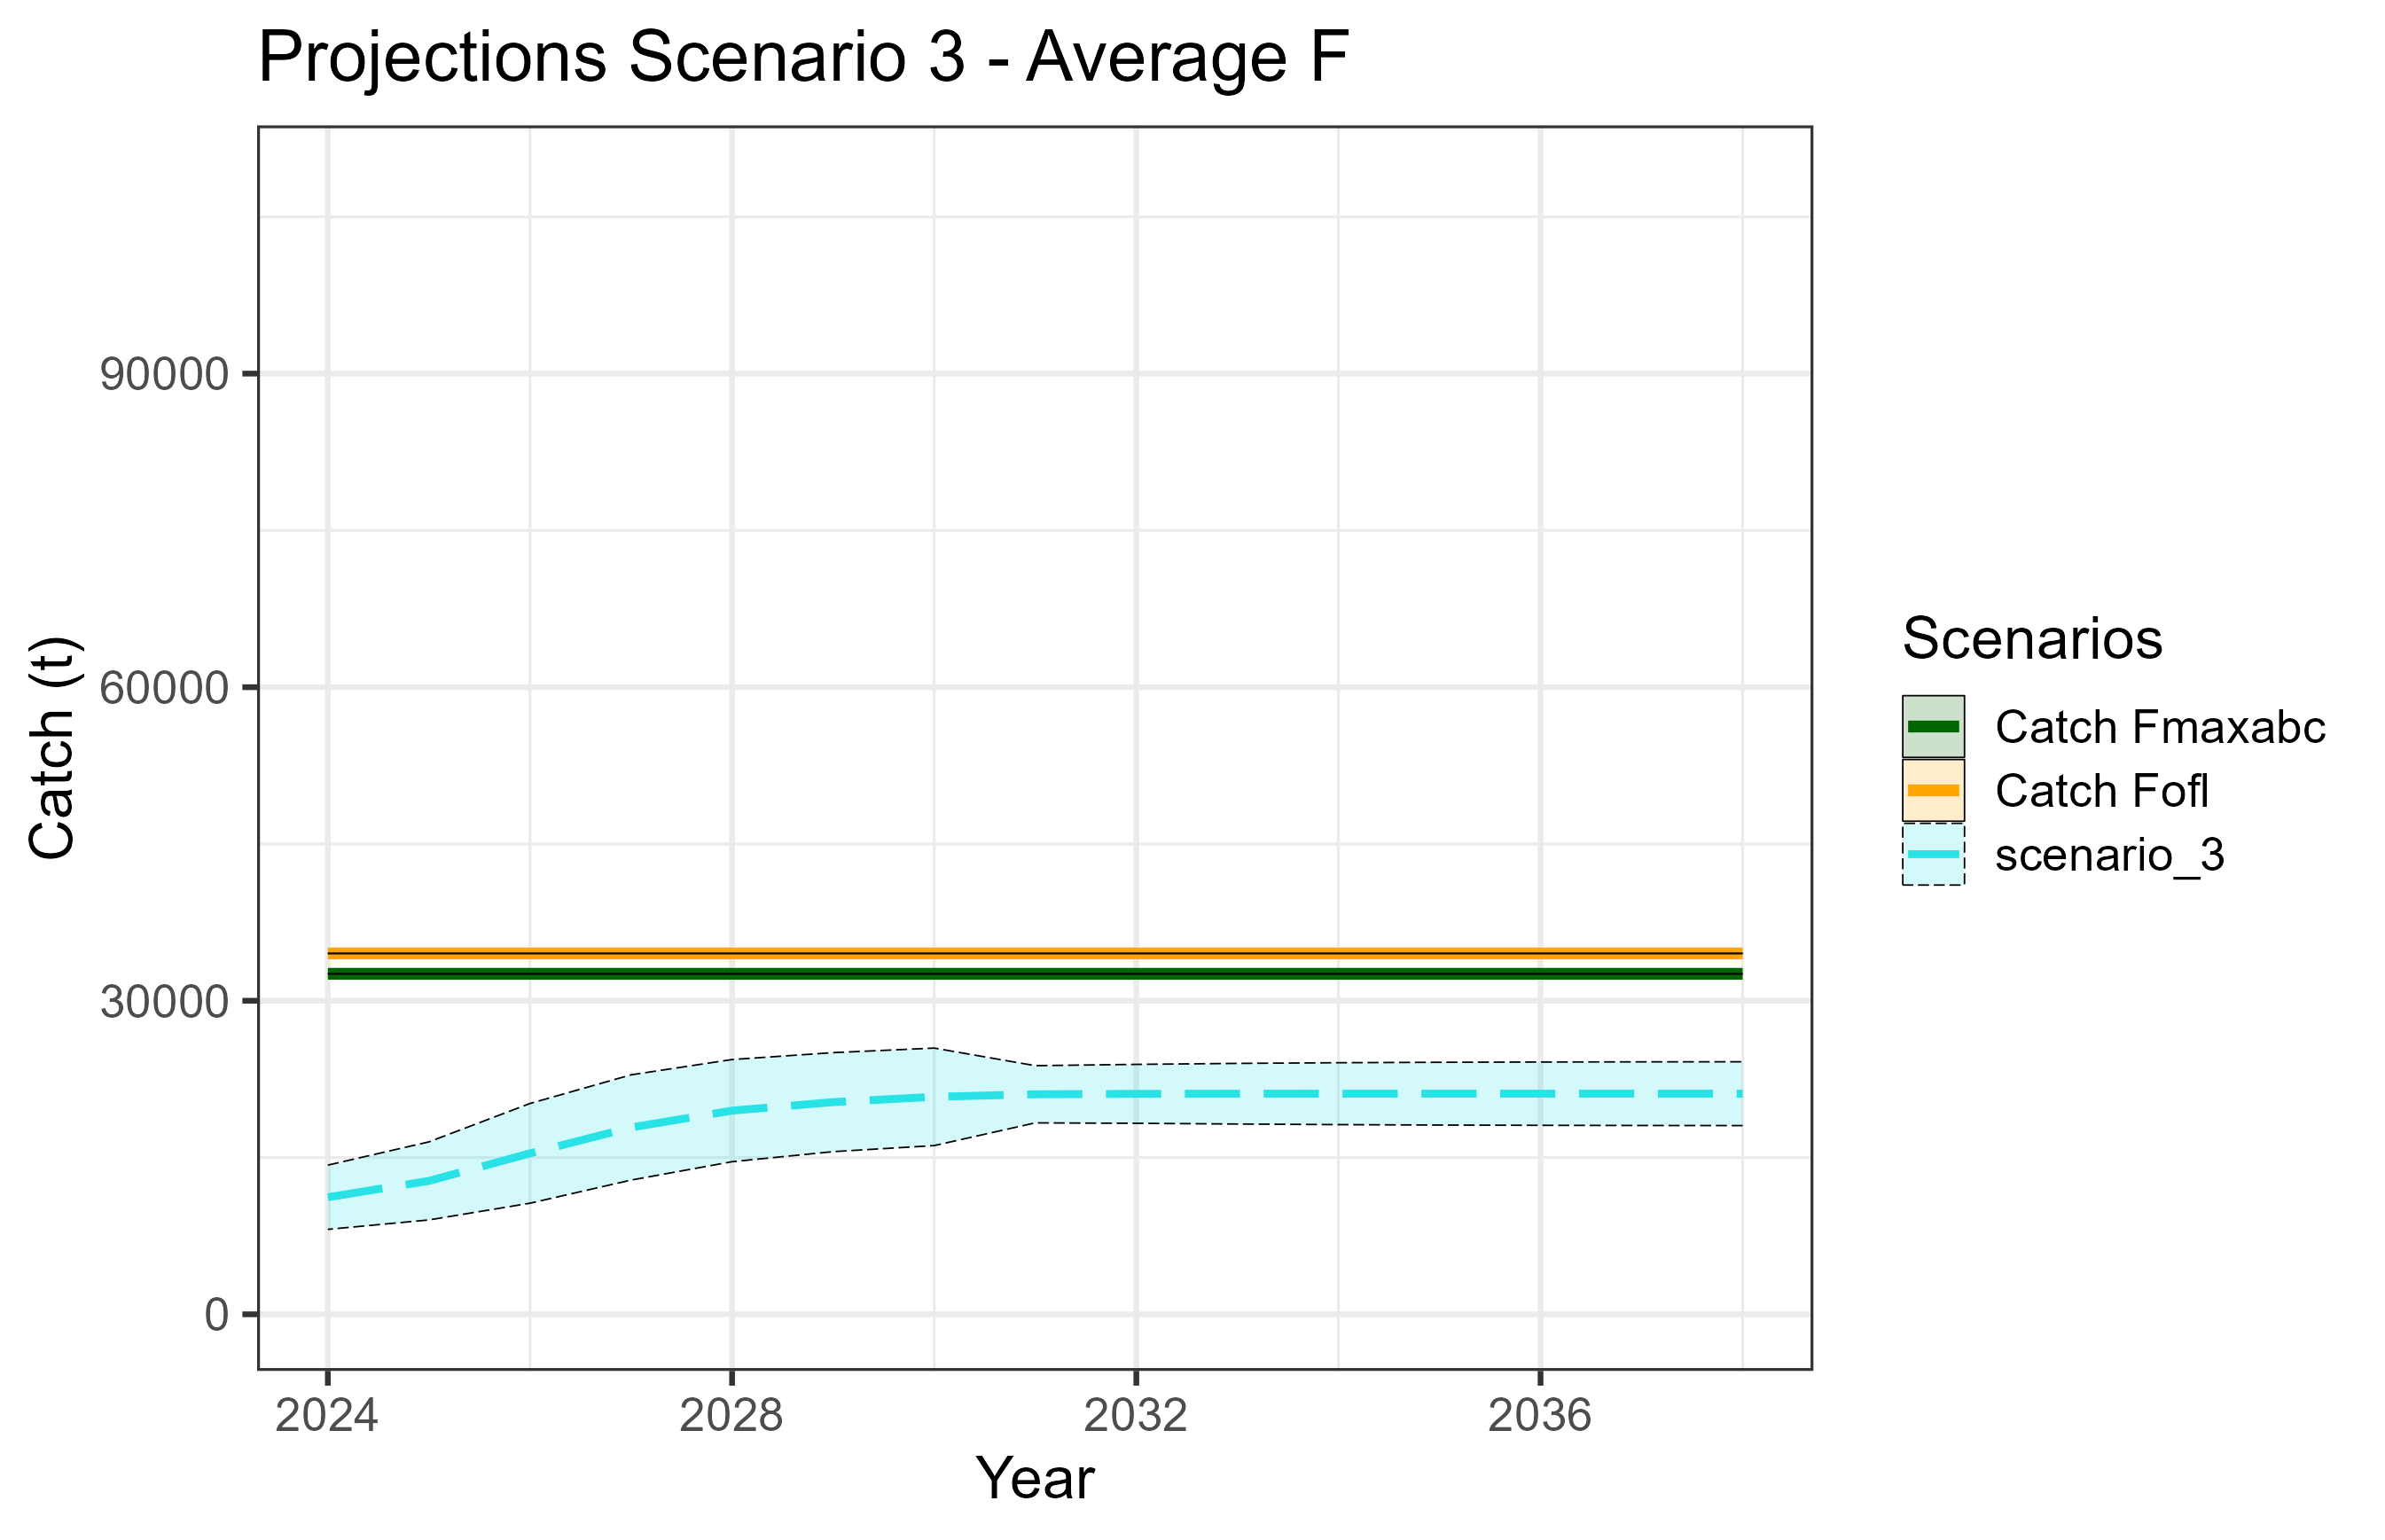 Projections Scenario 3 - Average F
Catch (t)
90000
60000
30000
0
2024 2028 2032 2036
Year
Scenarios
Catch Fmaxabc
Catch Fofl
scenario_3